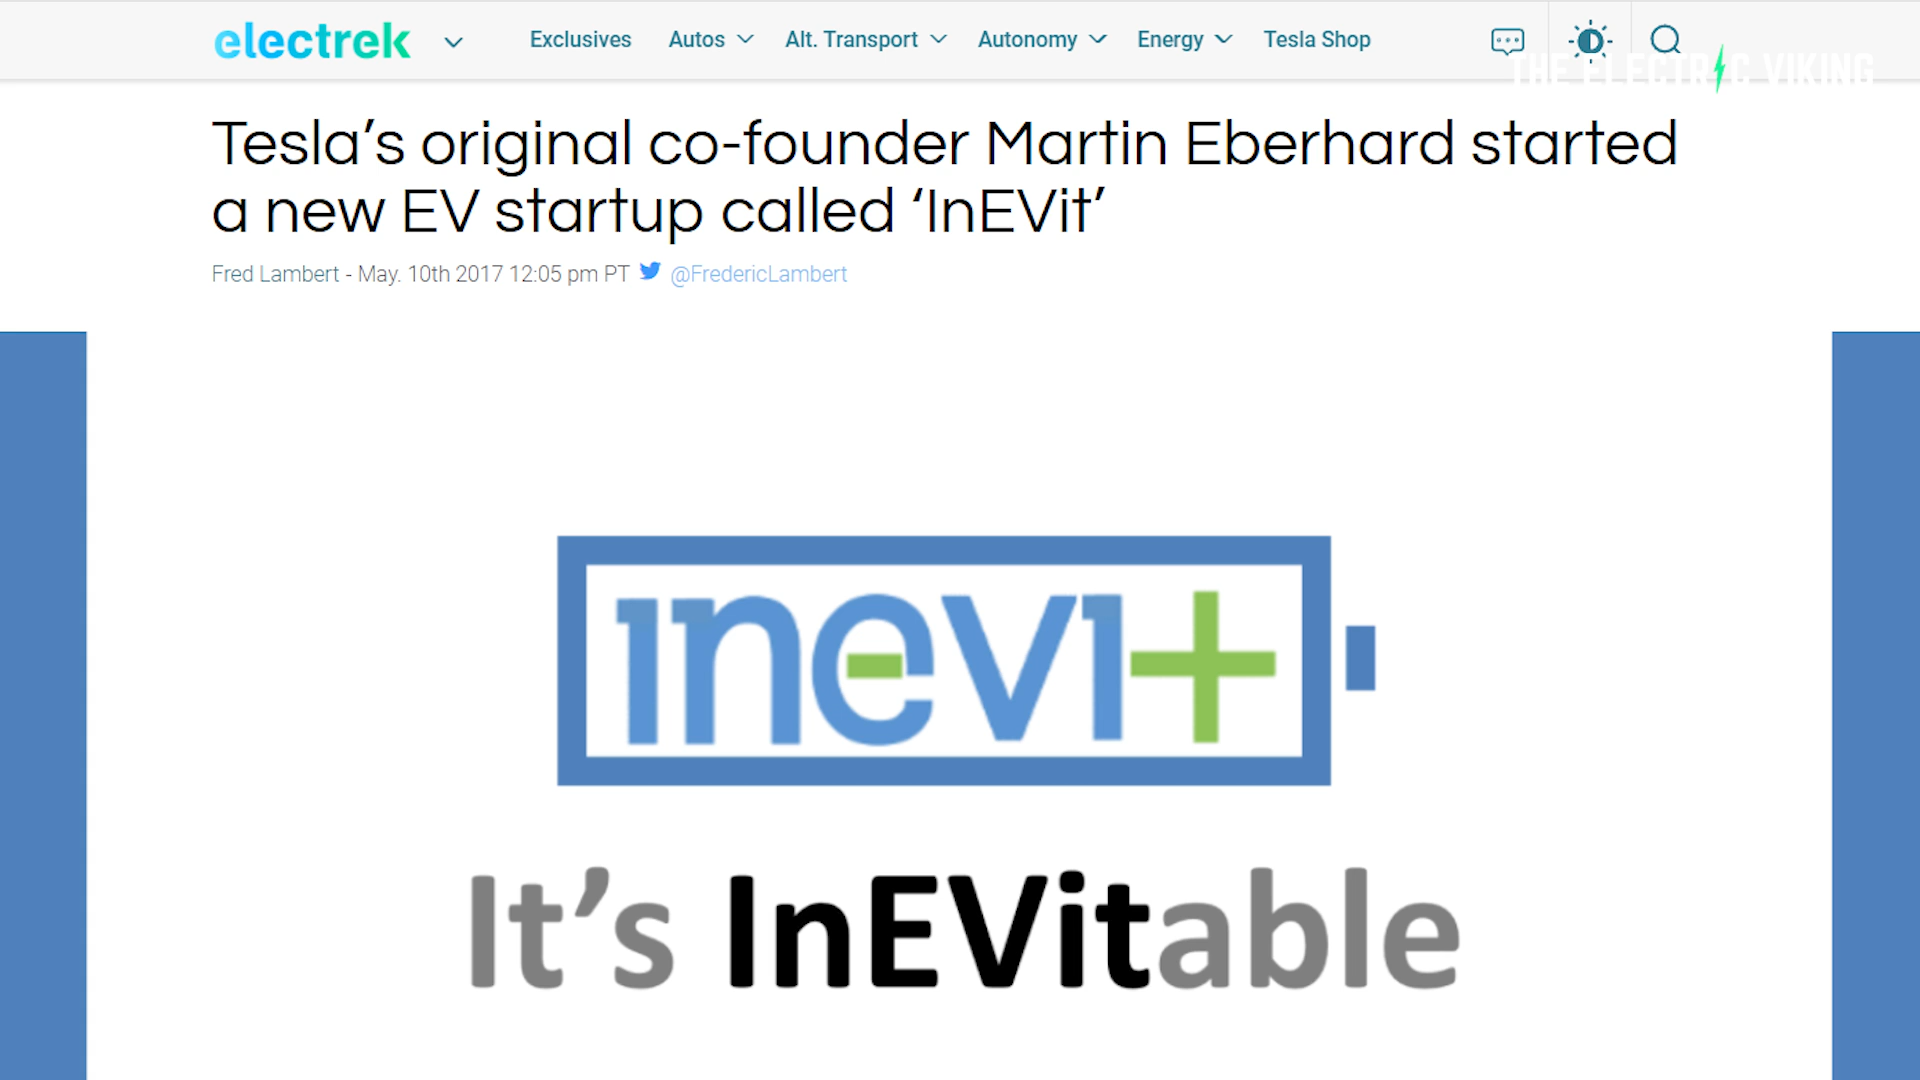 electrek
Exclusives Autos Alt. Transport Autonomy Energy Tesla Shop
THE ELECTRIC VIKING
Tesla’s original co-founder Martin Eberhard started
a new EV startup called ‘InEVit’
Fred Lambert - May. 10th 2017 12:05 pm PT @FredericLambert
inevit
It’s InEVitable